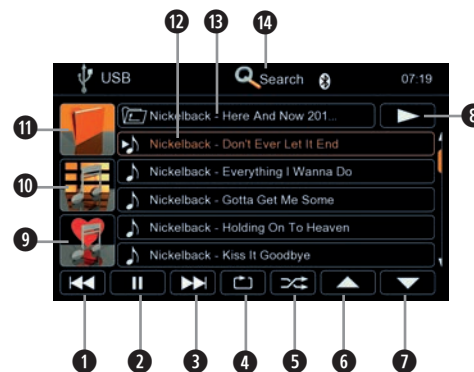 12 13 14
USB Search 07:19
11 Nickelback - Here And Now 201... 8
12 Nickelback - Don't Ever Let It End
10 Nickelback - Everything I Wanna Do
Nickelback - Gotta Get Me Some
9 Nickelback - Holding On To Heaven
Nickelback - Kiss It Goodbye
1 2 3 4 5 6 7